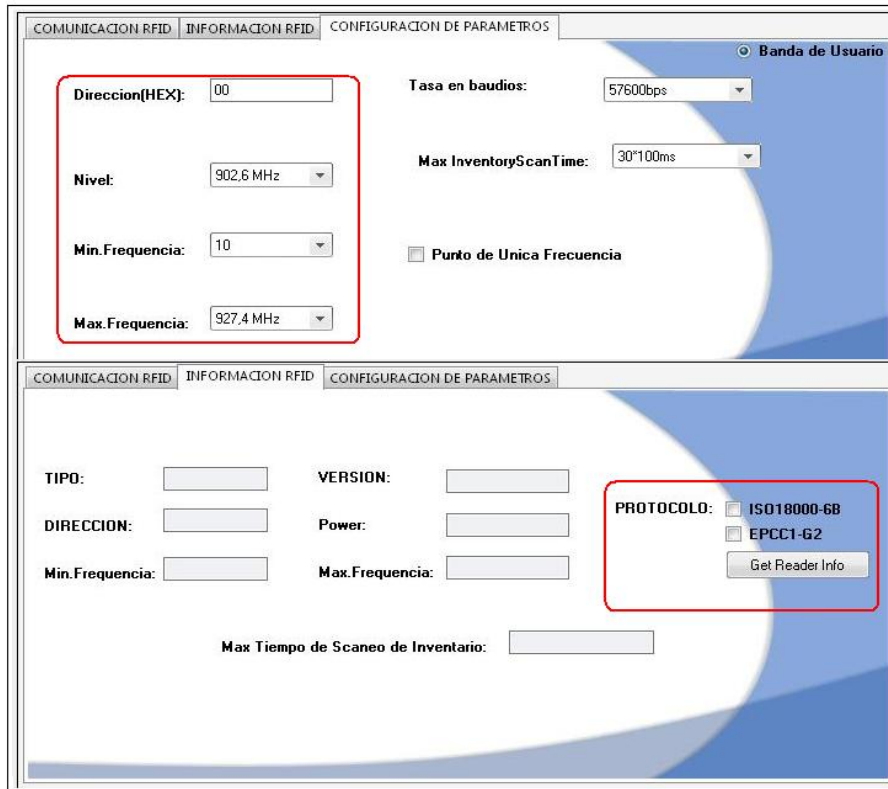 COMUNICACION RFID INFORMACION RFID CONFIGURACION DE PARAMETROS
Banda de Usuario
Direccion(HEX): 00 Tasa en baudios: 57600bps
Nivel: 902,6 MHz Max InventoryScanTime: 30*100ms
Min.Frequencia: 10 Punto de Unica Frecuencia
Max.Frequencia: 927,4 MHz
COMUNICACION RFID INFORMACION RFID CONFIGURACION DE PARAMETROS
TIPO: VERSION:
PROTOCOLO: ISO18000-6B
DIRECCION: Power: EPCC1-G2
Min.Frequencia: Max.Frequencia: Get Reader Info
Max Tiempo de Scaneo de Inventario: